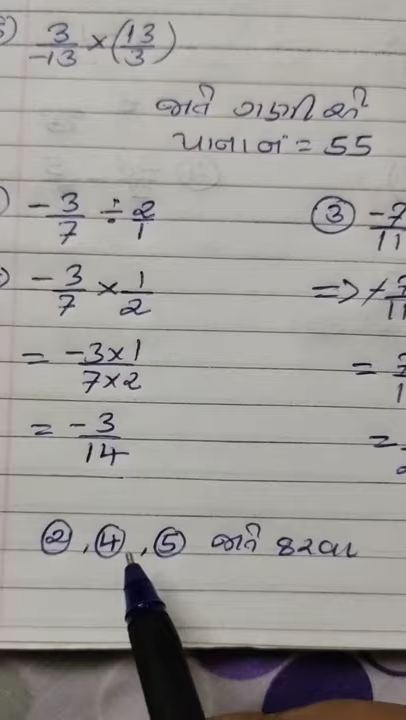 3/-13 × (13/3)
જાતે ગણીશો
પાના નં = 55
-3/7 ÷ 2/1
③ -7/11
-3/7 × 1/2
=>
= -3×1/7×2
=
= -3/14
=
②, ④, ⑤ જાતે કરવા